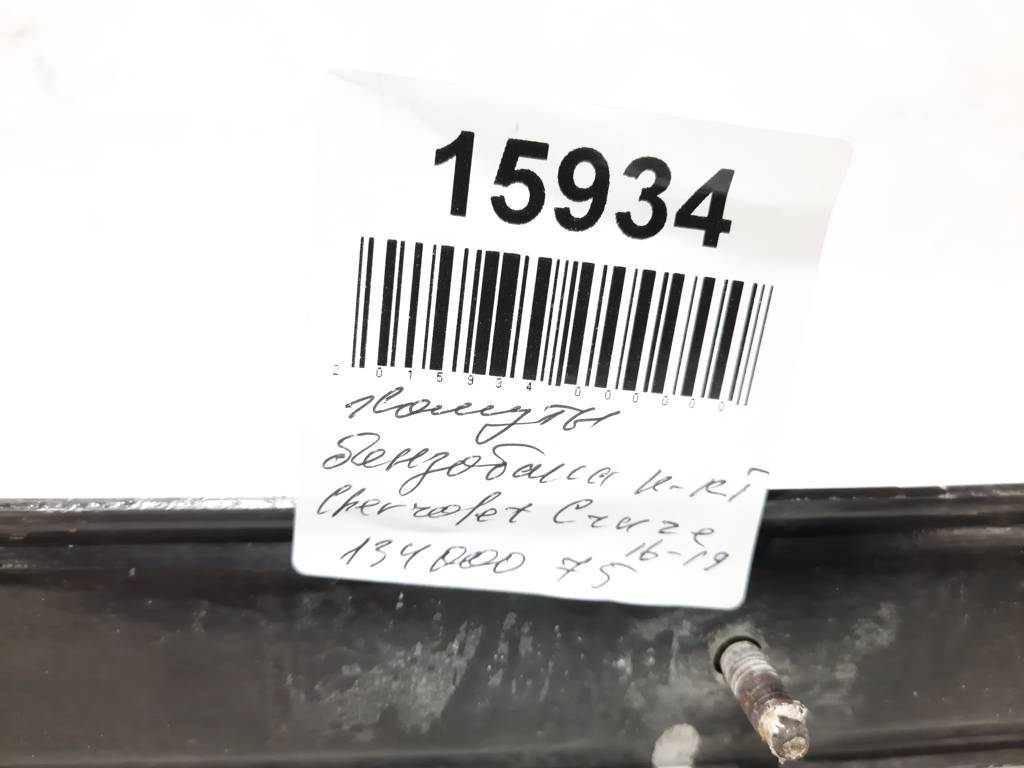 15934
2 015934 000000
Хомуты
бензобака к-кт
Chevrolet Cruze
16-19
134000 75